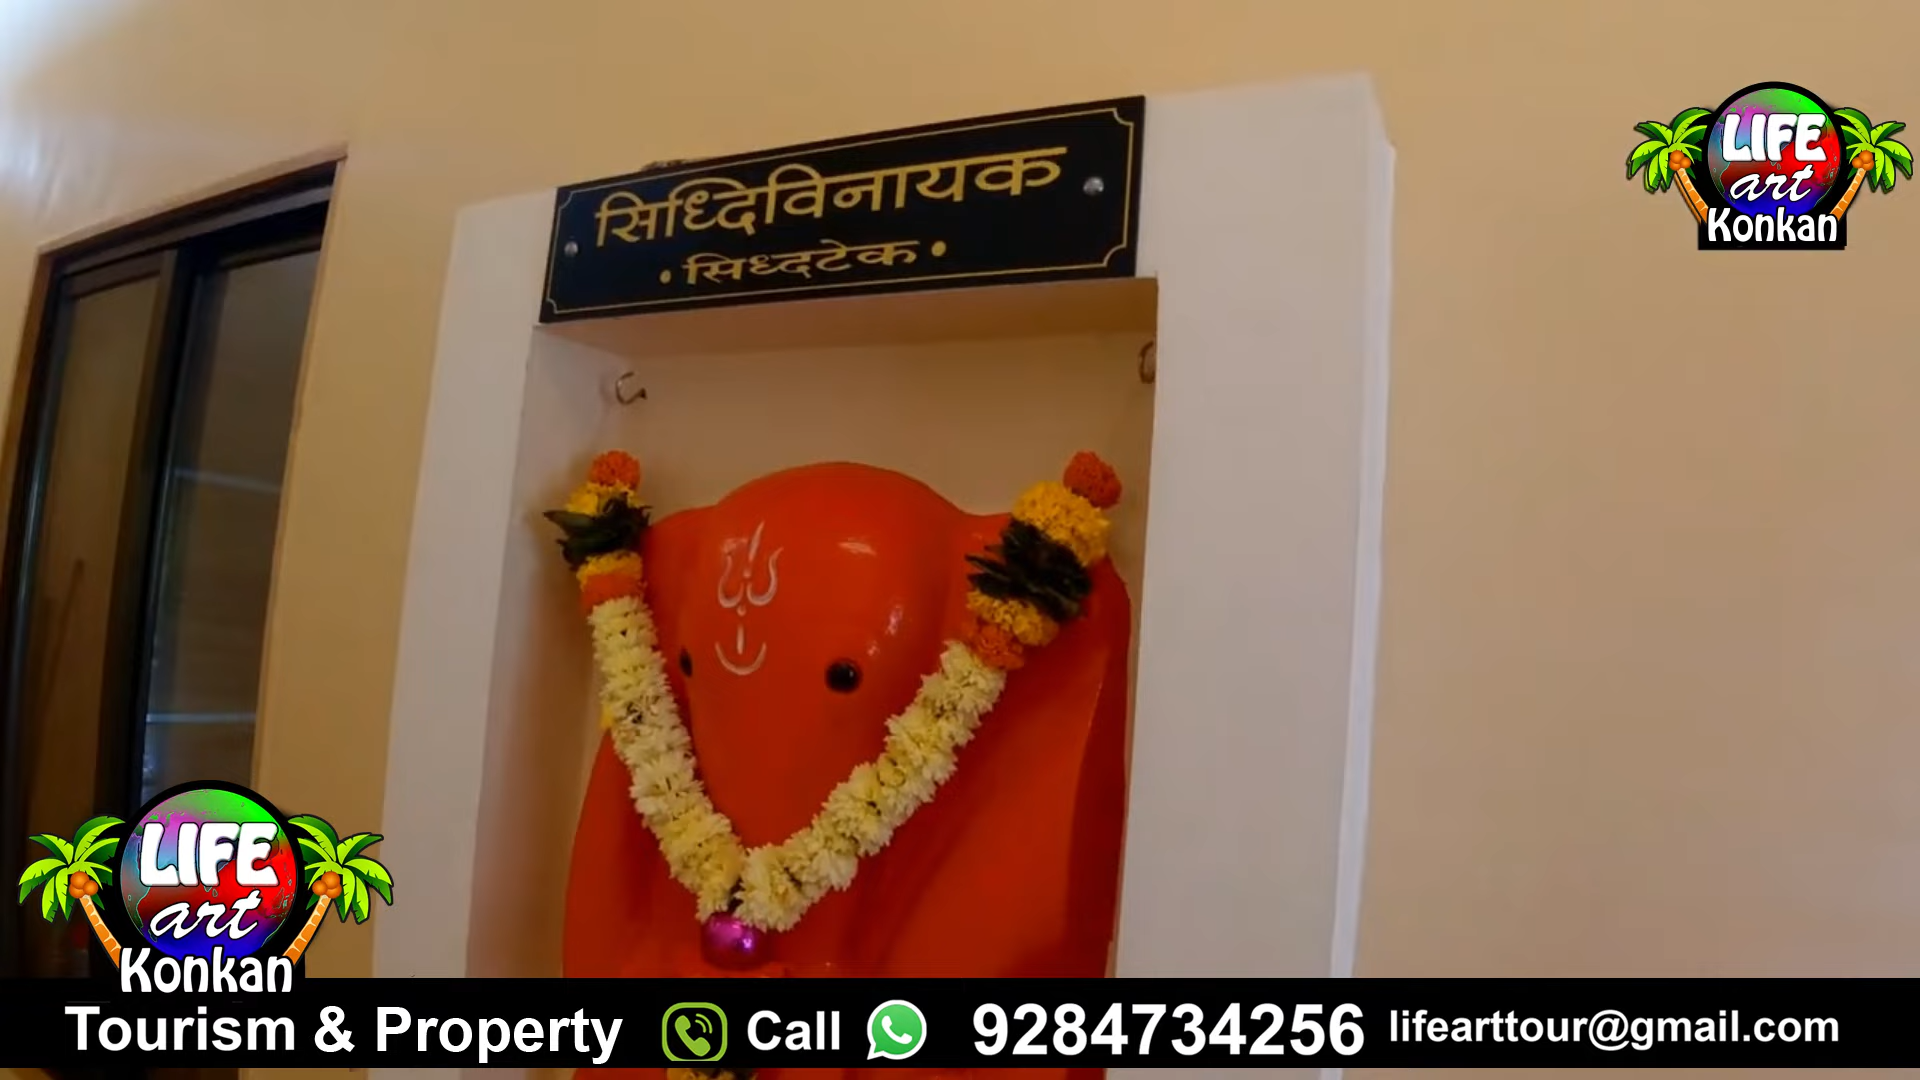 सिध्दिविनायक
• सिध्दटेक •
LIFE
art
Konkan
LIFE
art
Konkan
Tourism & Property Call 9284734256 lifearttour@gmail.com